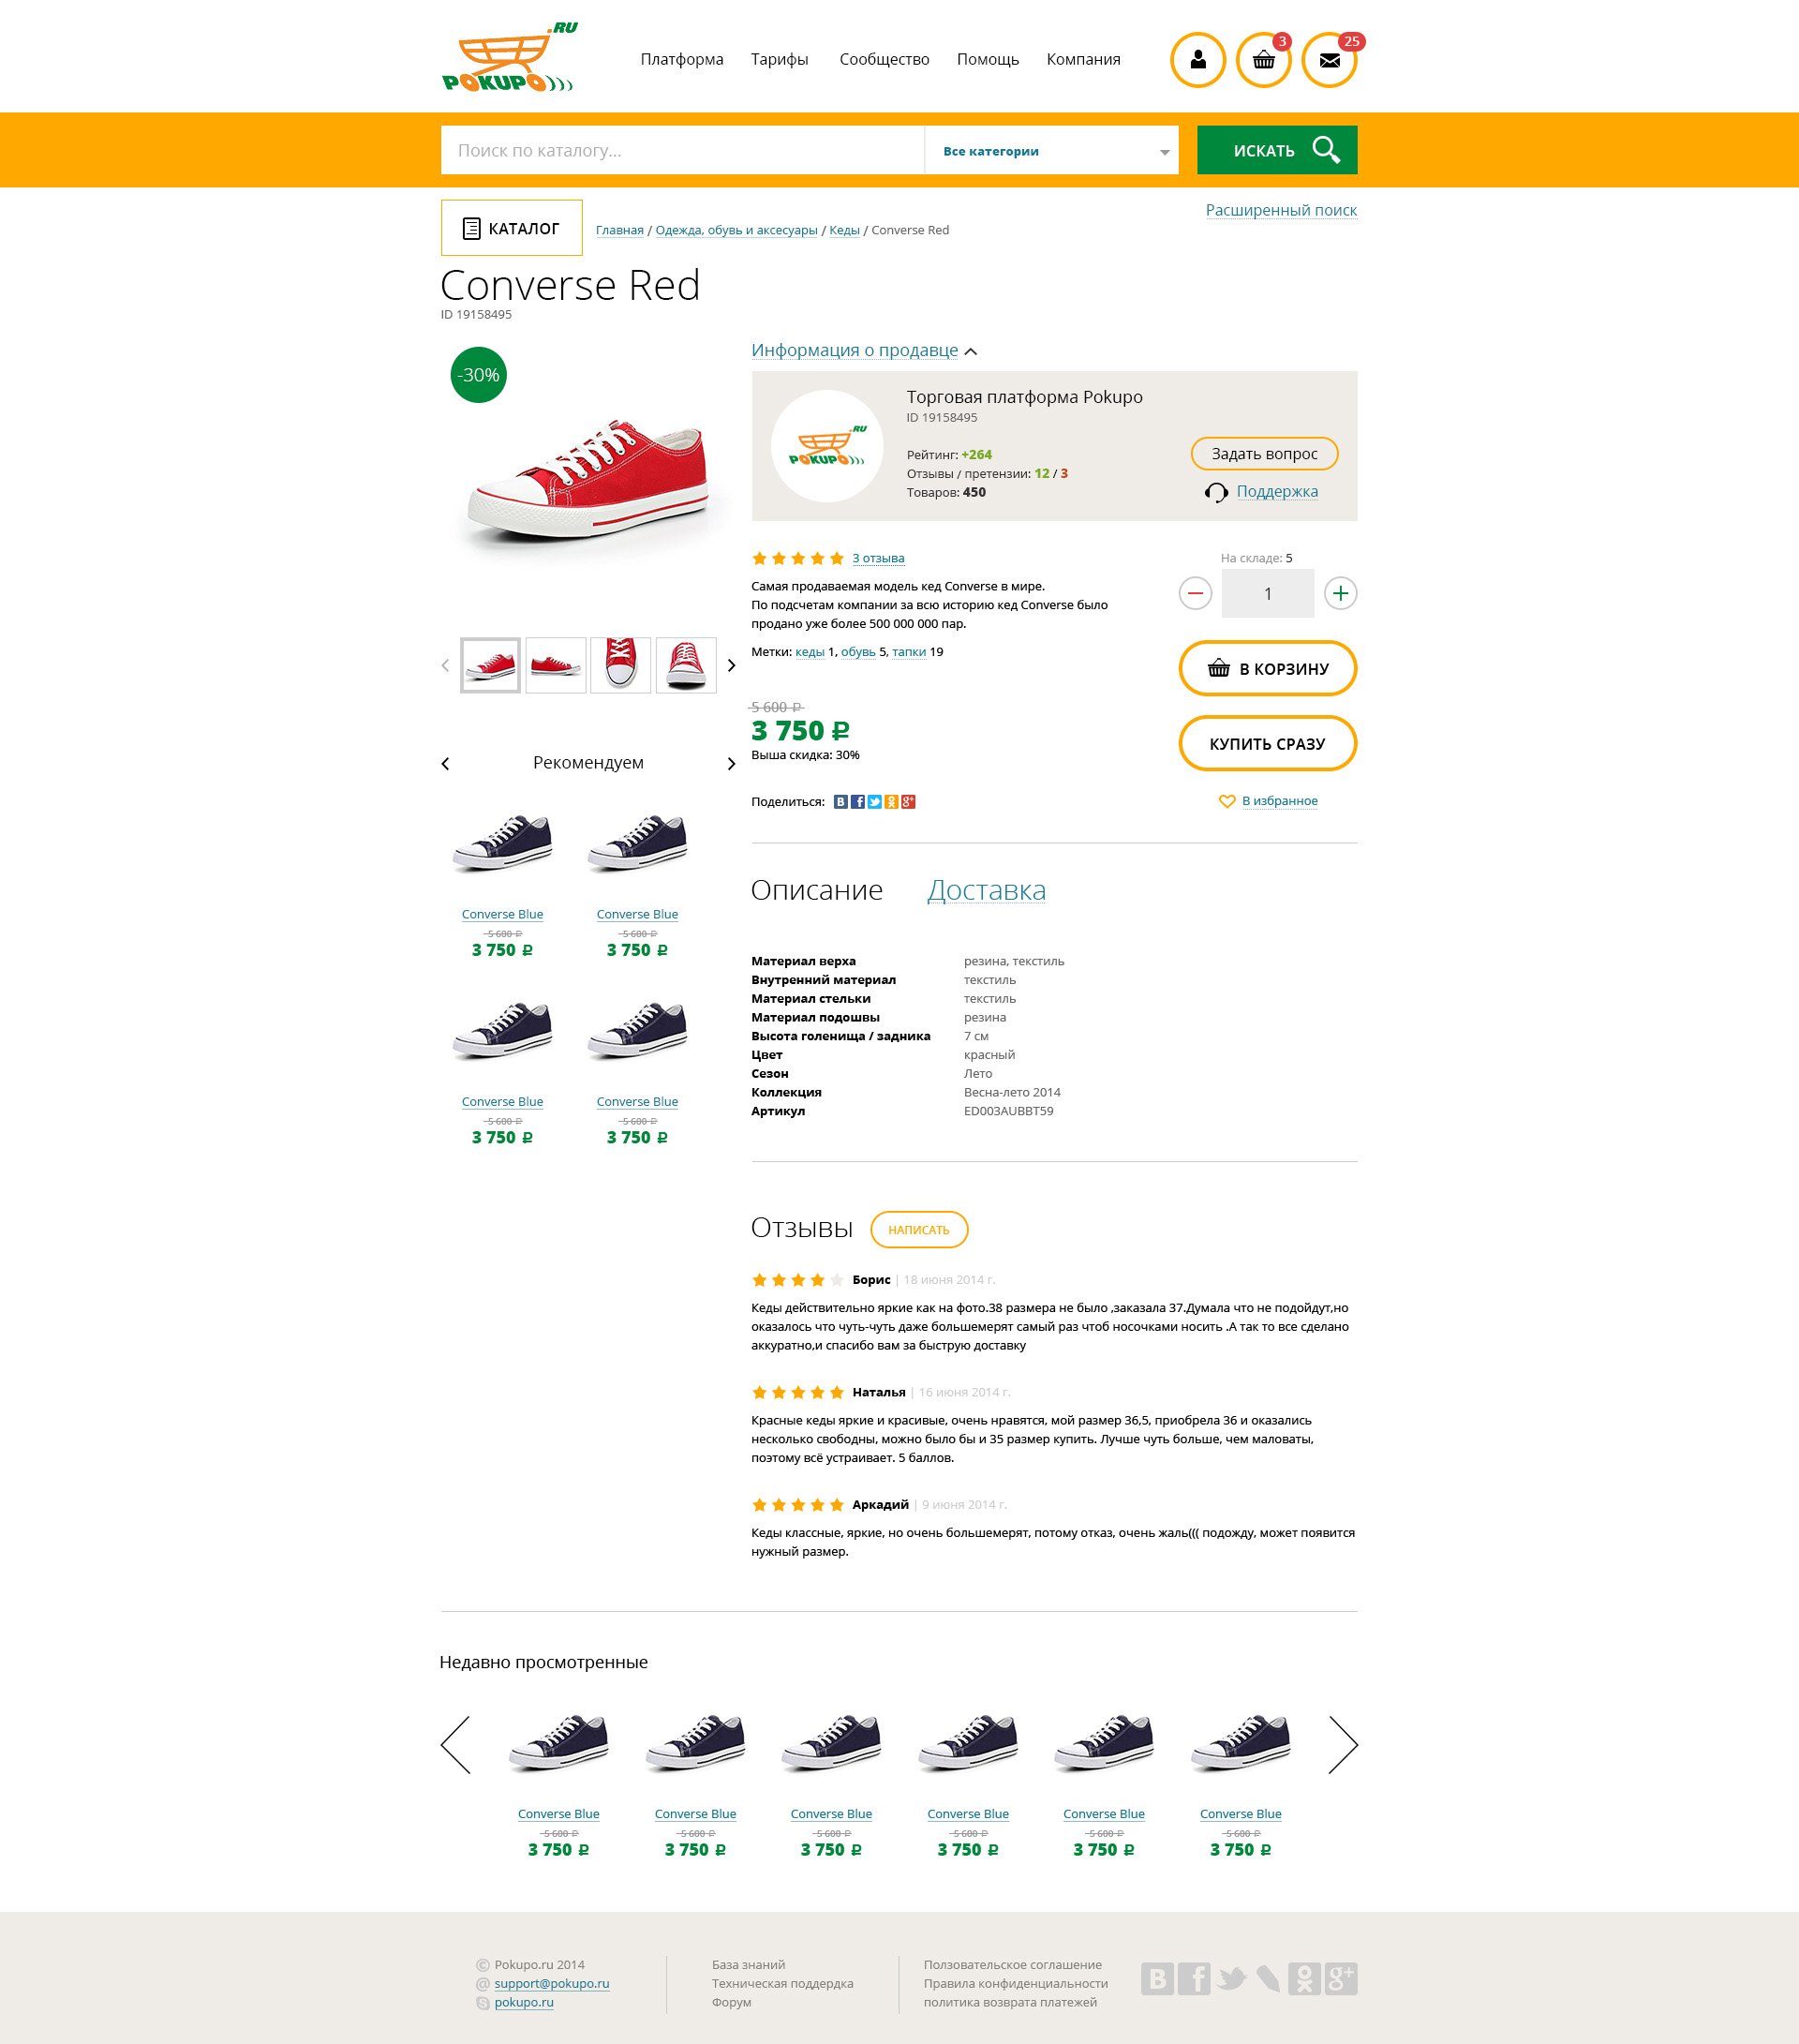 .RU
POKUPO
Платформа
Тарифы
Сообщество
Помощь
Компания
3
25
Поиск по каталогу...
Все категории
ИСКАТЬ
КАТАЛОГ
Главная / Одежда, обувь и аксесуары / Кеды / Converse Red
Расширенный поиск
Converse Red
ID 19158495
-30%
Информация о продавце
.RU
POKUPO
Торговая платформа Pokupo
ID 19158495
Рейтинг: +264
Отзывы / претензии: 12 / 3
Товаров: 450
Задать вопрос
Поддержка
3 отзыва
Самая продаваемая модель кед Converse в мире.
По подсчетам компании за всю историю кед Converse было
продано уже более 500 000 000 пар.
Метки: кеды 1, обувь 5, тапки 19
На складе: 5
1
В КОРЗИНУ
КУПИТЬ СРАЗУ
В избранное
5 600 ₽
3 750 ₽
Выша скидка: 30%
Поделиться:
Рекомендуем
Converse Blue
5 600 ₽
3 750 ₽
Converse Blue
5 600 ₽
3 750 ₽
Converse Blue
5 600 ₽
3 750 ₽
Converse Blue
5 600 ₽
3 750 ₽
Описание
Доставка
Материал верха резина, текстиль
Внутренний материал текстиль
Материал стельки текстиль
Материал подошвы резина
Высота голенища / задника 7 см
Цвет красный
Сезон Лето
Коллекция Весна-лето 2014
Артикул ED003AUBBT59
Отзывы
НАПИСАТЬ
Борис | 18 июня 2014 г.
Кеды действительно яркие как на фото.38 размера не было ,заказала 37.Думала что не подойдут,но
оказалось что чуть-чуть даже большемерят самый раз чтоб носочками носить .А так то все сделано
аккуратно,и спасибо вам за быструю доставку
Наталья | 16 июня 2014 г.
Красные кеды яркие и красивые, очень нравятся, мой размер 36,5, приобрела 36 и оказались
несколько свободны, можно было бы и 35 размер купить. Лучше чуть больше, чем маловаты,
поэтому всё устраивает. 5 баллов.
Аркадий | 9 июня 2014 г.
Кеды классные, яркие, но очень большемерят, потому отказ, очень жаль((( подожду, может появится
нужный размер.
Недавно просмотренные
Converse Blue
5 600 ₽
3 750 ₽
Converse Blue
5 600 ₽
3 750 ₽
Converse Blue
5 600 ₽
3 750 ₽
Converse Blue
5 600 ₽
3 750 ₽
Converse Blue
5 600 ₽
3 750 ₽
Converse Blue
5 600 ₽
3 750 ₽
© Pokupo.ru 2014
@ support@pokupo.ru
pokupo.ru
База знаний
Техническая поддердка
Форум
Ползовательское соглашение
Правила конфиденциальности
политика возврата платежей